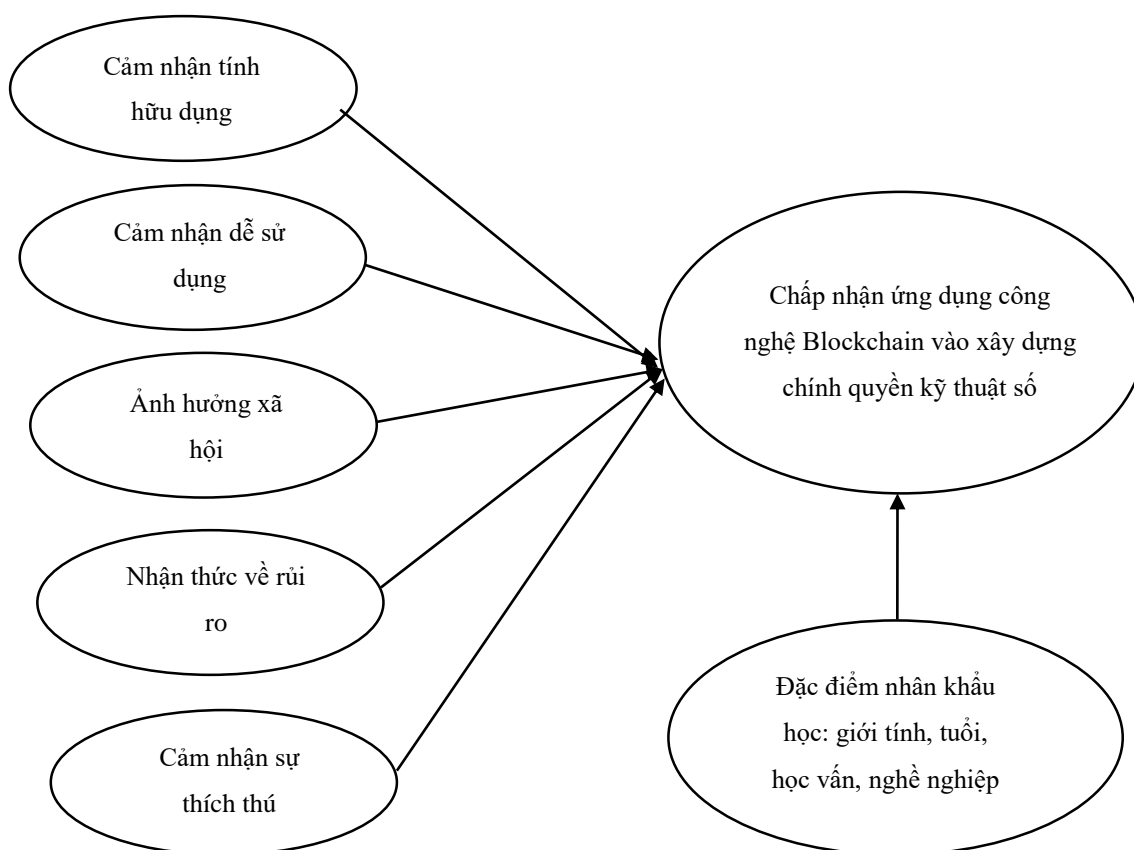 Cảm nhận tính
hữu dụng
Cảm nhận dễ sử
dụng
Ảnh hưởng xã
hội
Nhận thức về rủi
ro
Cảm nhận sự
thích thú
Chấp nhận ứng dụng công
nghệ Blockchain vào xây dựng
chính quyền kỹ thuật số
Đặc điểm nhân khẩu
học: giới tính, tuổi,
học vấn, nghề nghiệp